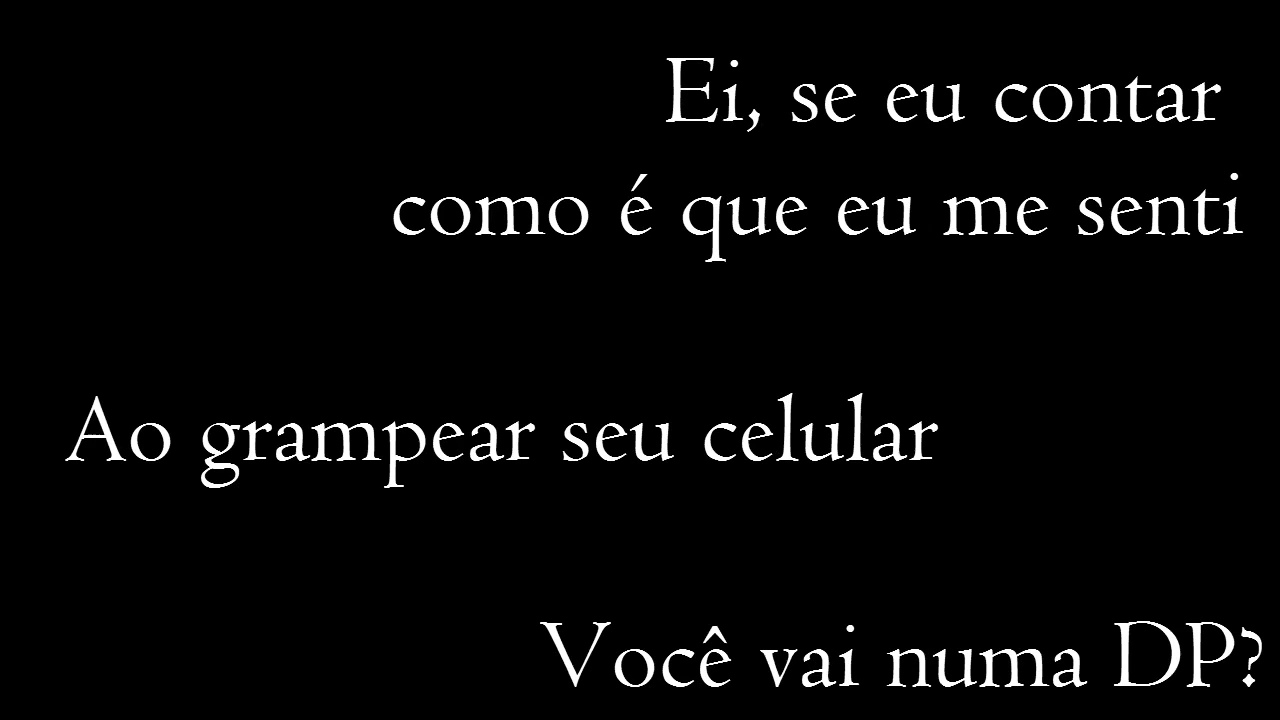 Ei, se eu contar
como é que eu me senti
Ao grampear seu celular
Você vai numa DP?